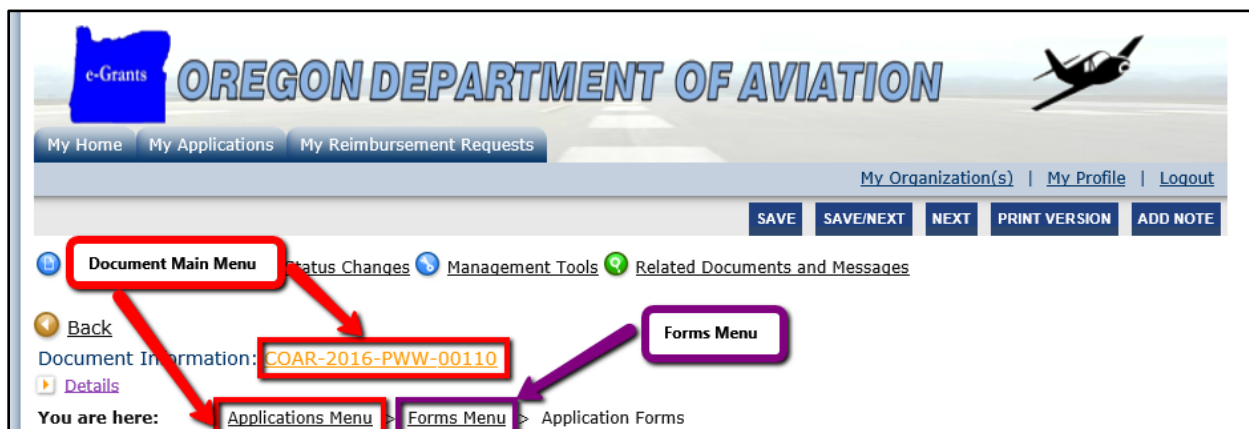 e-Grants
OREGON DEPARTMENT OF AVIATION
My Home My Applications My Reimbursement Requests
My Organization(s) | My Profile | Logout
SAVE SAVE/NEXT NEXT PRINT VERSION ADD NOTE
Document Main Menu Status Changes Management Tools Related Documents and Messages
Back
Forms Menu
Document Information: COAR-2016-PWW-00110
Details
You are here: Applications Menu > Forms Menu > Application Forms